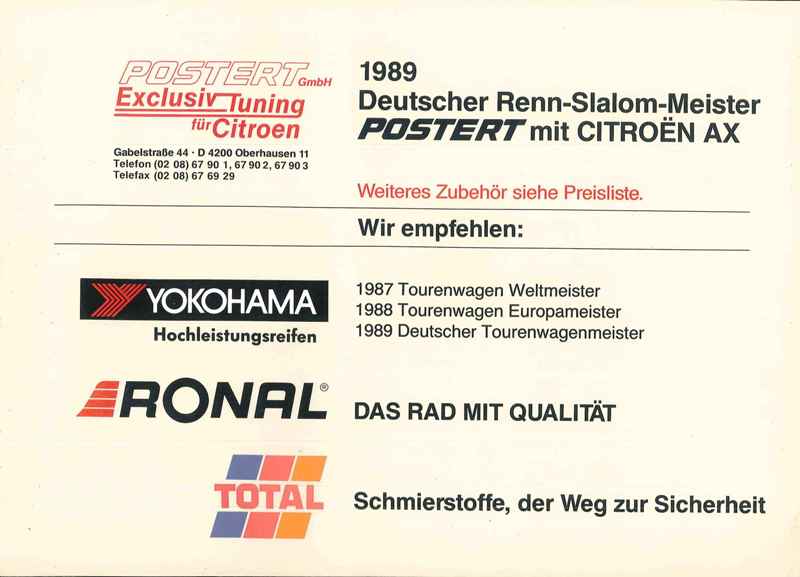 POSTERT GmbH
Exclusiv Tuning
für Citroen
Gabelstraße 44 · D 4200 Oberhausen 11
Telefon (02 08) 67 90 1, 67 90 2, 67 90 3
Telefax (02 08) 67 69 29
1989
Deutscher Renn-Slalom-Meister
POSTERT mit CITROËN AX
Weiteres Zubehör siehe Preisliste.
Wir empfehlen:
YOKOHAMA
Hochleistungsreifen
1987 Tourenwagen Weltmeister
1988 Tourenwagen Europameister
1989 Deutscher Tourenwagenmeister
RONAL®
DAS RAD MIT QUALITÄT
TOTAL
Schmierstoffe, der Weg zur Sicherheit